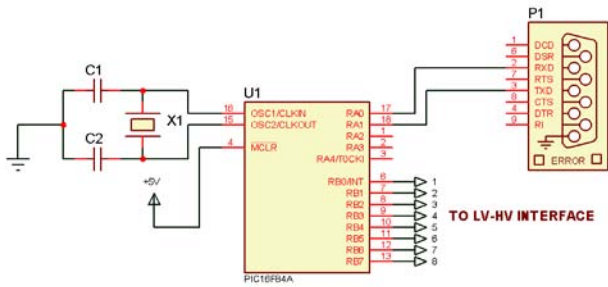 P1
1 DCD
6 DSR
2 RXD
7 RTS
3 TXD
8 CTS
4 DTR
9 RI
ERROR
C1
X1
C2
+5V
U1
16 OSC1/CLKIN
15 OSC2/CLKOUT
4 MCLR
RA0 17
RA1 18
RA2 1
RA3 2
RA4/T0CKI 3
RB0/INT 6 1
RB1 7 2
RB2 8 3
RB3 9 4
RB4 10 5
RB5 11 6
RB6 12 7
RB7 13 8
PIC16F84A
TO LV-HV INTERFACE